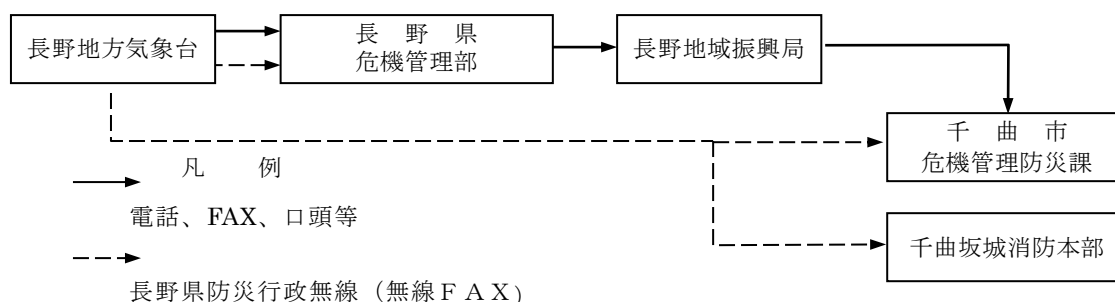 長野地方気象台
長　野　県
危機管理部
長野地域振興局
千　曲　市
危機管理防災課
千曲坂城消防本部
凡　　例
電話、FAX、口頭等
長野県防災行政無線（無線ＦＡＸ）